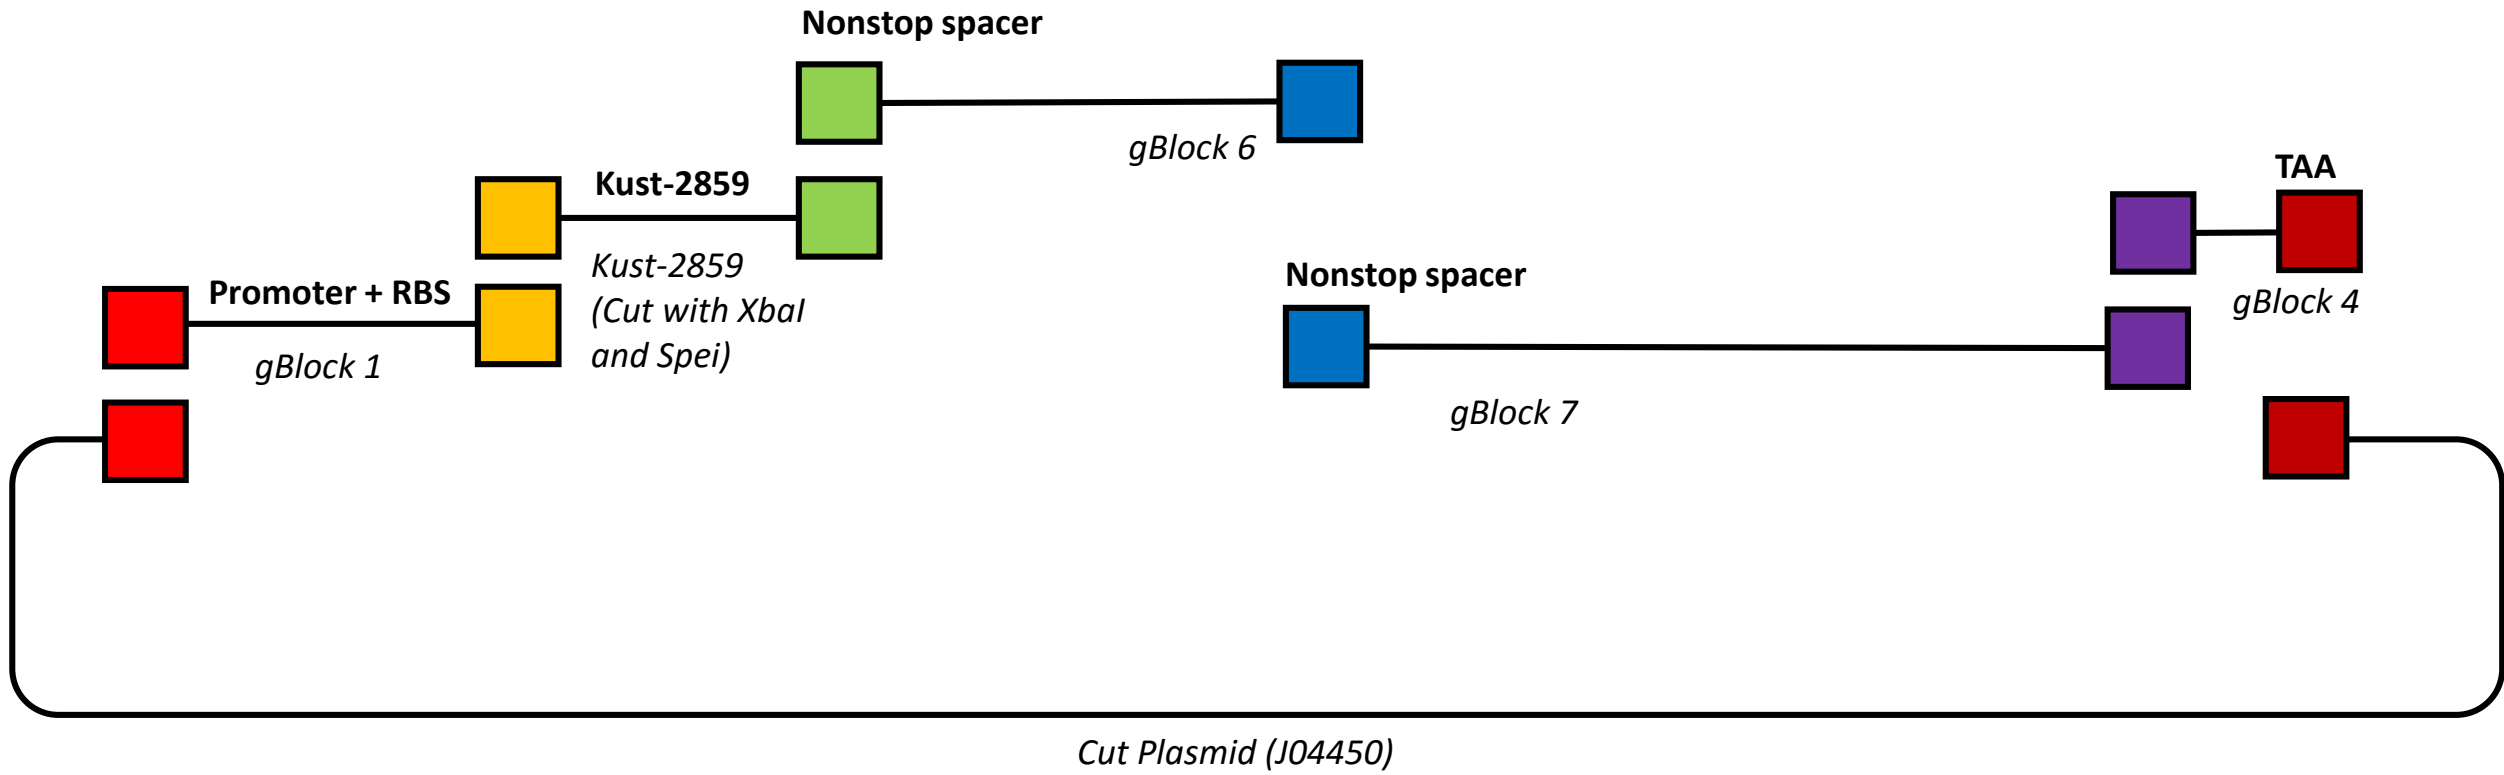 Nonstop spacer
gBlock 6
Kust-2859
Kust-2859
(Cut with XbaI
and Spei)
Promoter + RBS
gBlock 1
Nonstop spacer
gBlock 7
TAA
gBlock 4
Cut Plasmid (J04450)